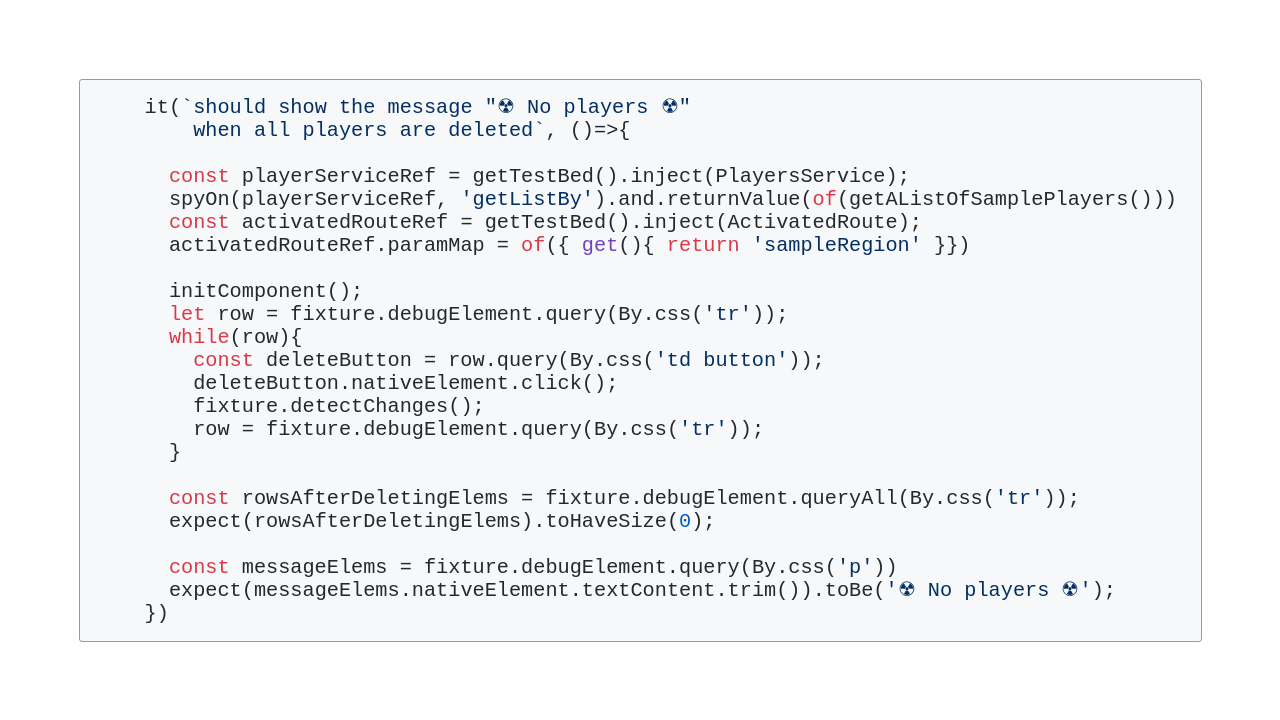 it(`should show the message "☢ No players ☢"
when all players are deleted`, ()=>{
const playerServiceRef = getTestBed().inject(PlayersService);
spyOn(playerServiceRef, 'getListBy').and.returnValue(of(getAListOfSamplePlayers()))
const activatedRouteRef = getTestBed().inject(ActivatedRoute);
activatedRouteRef.paramMap = of({ get(){ return 'sampleRegion' }})
initComponent();
let row = fixture.debugElement.query(By.css('tr'));
while(row){
const deleteButton = row.query(By.css('td button'));
deleteButton.nativeElement.click();
fixture.detectChanges();
row = fixture.debugElement.query(By.css('tr'));
}
const rowsAfterDeletingElems = fixture.debugElement.queryAll(By.css('tr'));
expect(rowsAfterDeletingElems).toHaveSize(0);
const messageElems = fixture.debugElement.query(By.css('p'))
expect(messageElems.nativeElement.textContent.trim()).toBe('☢ No players ☢');
})